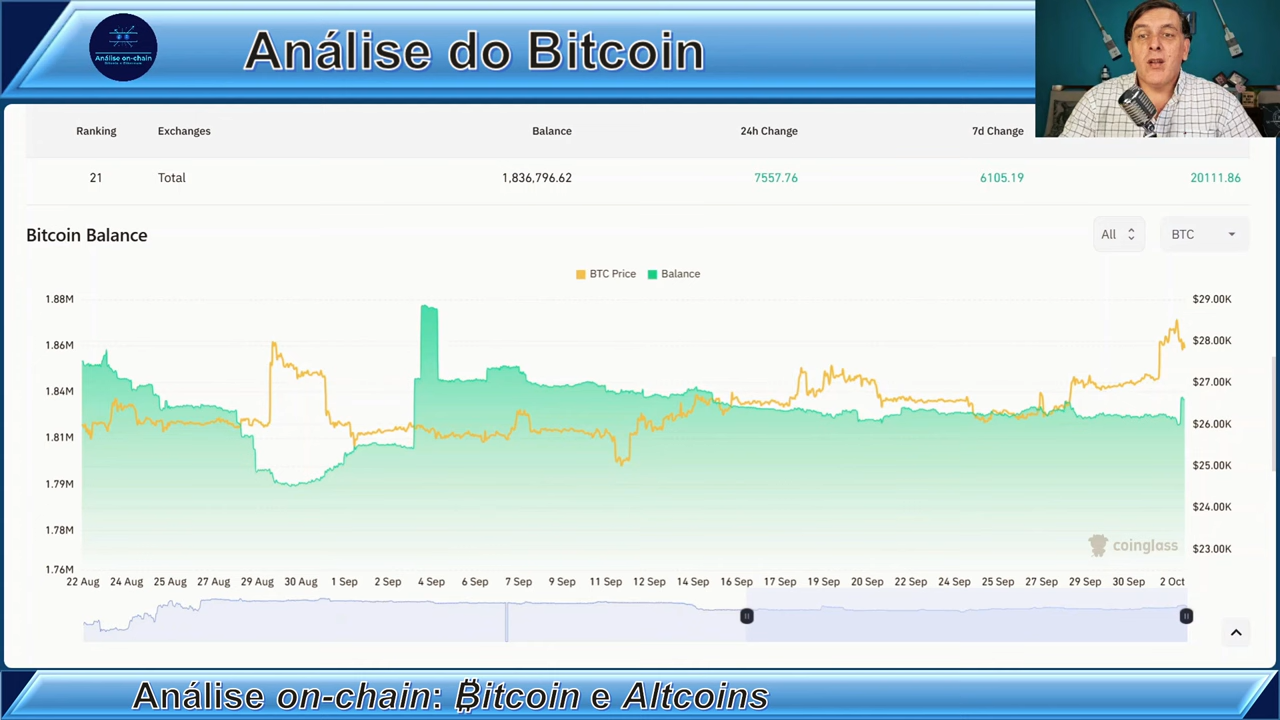 Análise on-chain
Bitcoin e Altcoins
Análise do Bitcoin
Ranking Exchanges Balance 24h Change 7d Change
21 Total 1,836,796.62 7557.76 6105.19 20111.86
Bitcoin Balance
All BTC
BTC Price Balance
1.88M $29.00K
1.86M $28.00K
1.84M $27.00K
1.81M $26.00K
1.79M $25.00K
1.78M $24.00K
1.76M $23.00K
coinglass
22 Aug 24 Aug 25 Aug 27 Aug 29 Aug 30 Aug 1 Sep 2 Sep 4 Sep 6 Sep 7 Sep 9 Sep 11 Sep 12 Sep 14 Sep 16 Sep 17 Sep 19 Sep 20 Sep 22 Sep 24 Sep 25 Sep 27 Sep 29 Sep 30 Sep 2 Oct
Análise on-chain: ₿itcoin e Altcoins